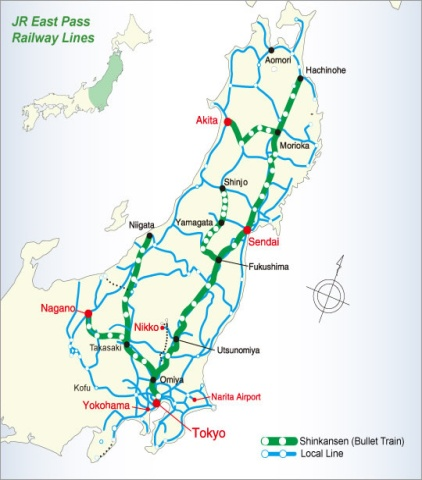 JR East Pass
Railway Lines
Aomori
Hachinohe
Akita
Morioka
Shinjo
Yamagata
Niigata
Sendai
Fukushima
Nagano
Nikko
Takasaki
Utsunomiya
Omiya
Kofu
Narita Airport
Yokohama
Tokyo
Shinkansen (Bullet Train)
Local Line